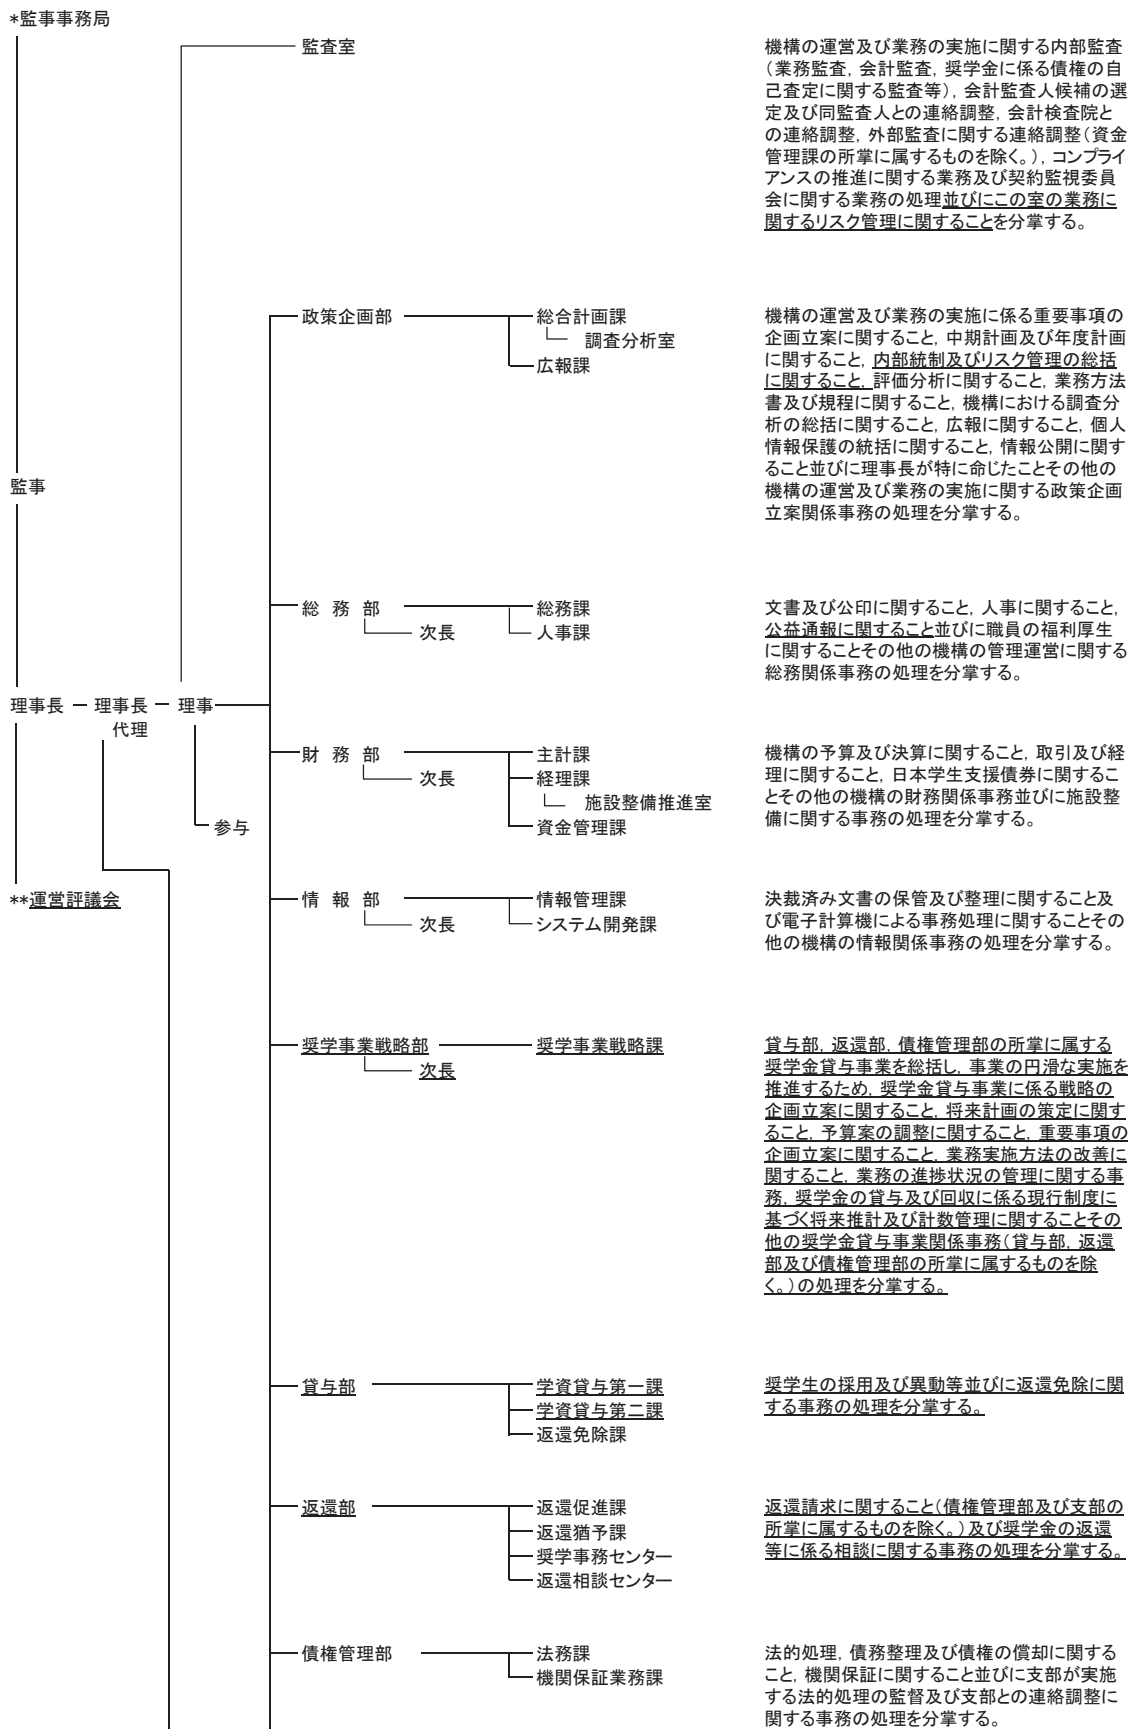 *監事事務局
監査室
機構の運営及び業務の実施に関する内部監査
（業務監査，会計監査，奨学金に係る債権の自
己査定に関する監査等），会計監査人候補の選
定及び同監査人との連絡調整，会計検査院と
の連絡調整，外部監査に関する連絡調整（資金
管理課の所掌に属するものを除く。），コンプライ
アンスの推進に関する業務及び契約監視委員
会に関する業務の処理並びにこの室の業務に
関するリスク管理に関することを分掌する。
政策企画部
総合計画課
調査分析室
広報課
機構の運営及び業務の実施に係る重要事項の
企画立案に関すること，中期計画及び年度計画
に関すること，内部統制及びリスク管理の総括
に関すること，評価分析に関すること，業務方法
書及び規程に関すること，機構における調査分
析の総括に関すること，広報に関すること，個人
情報保護の統括に関すること，情報公開に関す
ること並びに理事長が特に命じたことその他の
機構の運営及び業務の実施に関する政策企画
立案関係事務の処理を分掌する。
監事
総 務 部
次長
総務課
人事課
文書及び公印に関すること，人事に関すること，
公益通報に関すること並びに職員の福利厚生
に関することその他の機構の管理運営に関する
総務関係事務の処理を分掌する。
理事長 理事長 理事
代理
参与
財 務 部
次長
主計課
経理課
施設整備推進室
資金管理課
機構の予算及び決算に関すること，取引及び経
理に関すること，日本学生支援債券に関するこ
とその他の機構の財務関係事務並びに施設整
備に関する事務の処理を分掌する。
**運営評議会
情 報 部
次長
情報管理課
システム開発課
決裁済み文書の保管及び整理に関すること及
び電子計算機による事務処理に関することその
他の機構の情報関係事務の処理を分掌する。
奨学事業戦略部
次長
奨学事業戦略課
貸与部，返還部，債権管理部の所掌に属する
奨学金貸与事業を総括し，事業の円滑な実施を
推進するため，奨学金貸与事業に係る戦略の
企画立案に関すること，将来計画の策定に関す
ること，予算案の調整に関すること，重要事項の
企画立案に関すること，業務実施方法の改善に
関すること，業務の進捗状況の管理に関する事
務，奨学金の貸与及び回収に係る現行制度に
基づく将来推計及び計数管理に関することその
他の奨学金貸与事業関係事務（貸与部，返還
部及び債権管理部の所掌に属するものを除
く。）の処理を分掌する。
貸与部
学資貸与第一課
学資貸与第二課
返還免除課
奨学生の採用及び異動等並びに返還免除に関
する事務の処理を分掌する。
返還部
返還促進課
返還猶予課
奨学事務センター
返還相談センター
返還請求に関すること（債権管理部及び支部の
所掌に属するものを除く。）及び奨学金の返還
等に係る相談に関する事務の処理を分掌する。
債権管理部
法務課
機関保証業務課
法的処理，債務整理及び債権の償却に関する
こと，機関保証に関すること並びに支部が実施
する法的処理の監督及び支部との連絡調整に
関する事務の処理を分掌する。